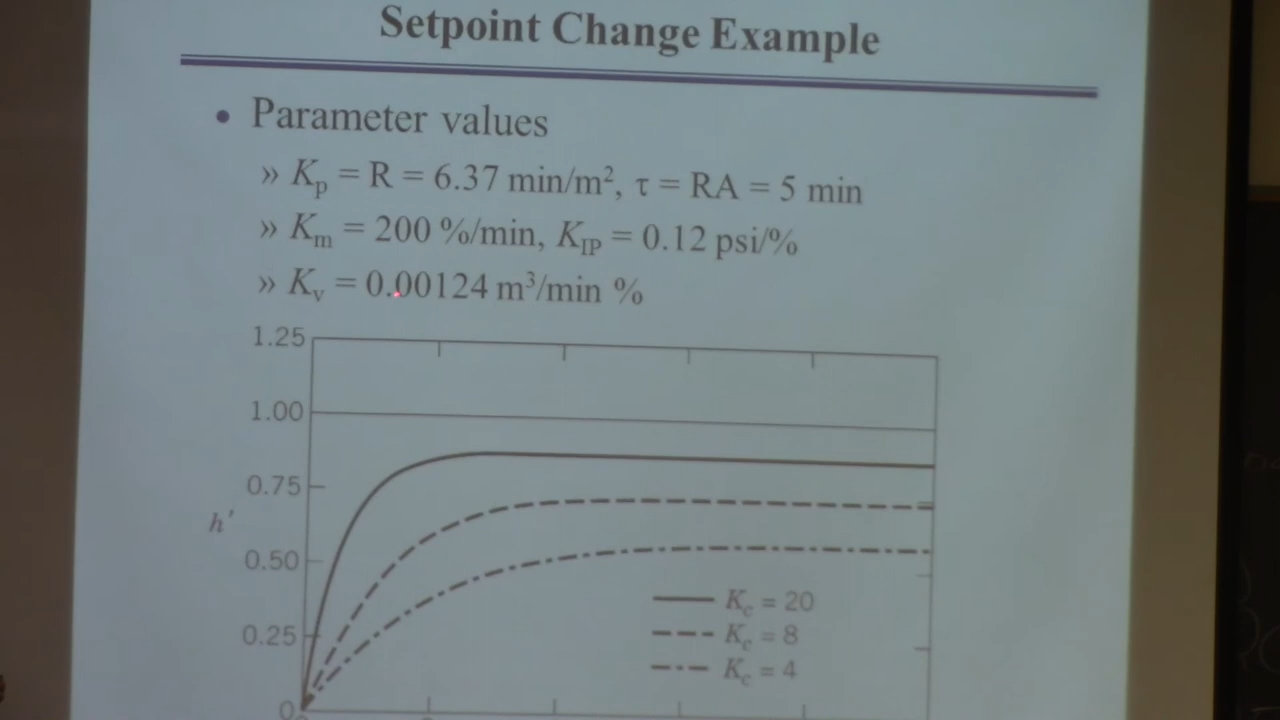 Setpoint Change Example
• Parameter values
» Kp = R = 6.37 min/m², τ = RA = 5 min
» Km = 200 %/min, KIP = 0.12 psi/%
» Kv = 0.00124 m³/min %
1.25
1.00
0.75
h'
0.50
Kc = 20
0.25
Kc = 8
Kc = 4
0